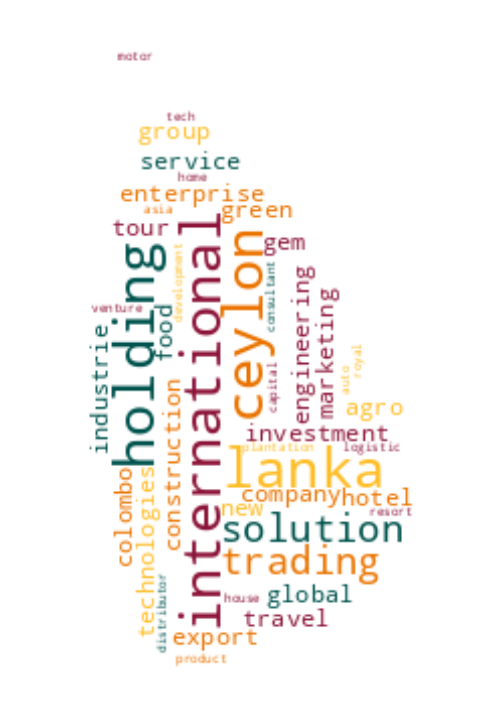 motor
tech
group
service
home
enterprise
asia
green
tour
gem
international
holding
ceylon
development
consultant
engineering
marketing
venture
food
industrie
royal
auto
capital
construction
agro
investment
plantation
logistic
lanka
colombo
technologies
company
hotel
new
resort
solution
trading
distributor
house
global
travel
export
product